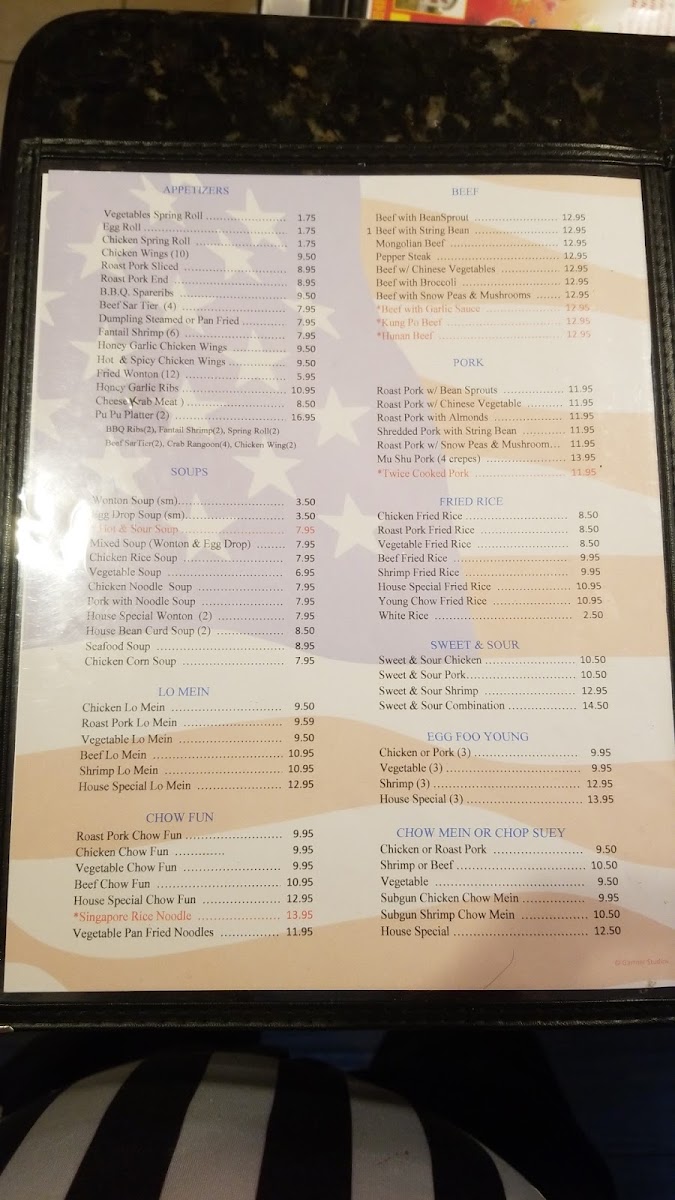 APPETIZERS
Vegetables Spring Roll ..................... 1.75
Egg Roll ..................... 1.75
Chicken Spring Roll ..................... 1.75
Chicken Wings (10) 9.50
Roast Pork Sliced ..................... 8.95
Roast Pork End ..................... 8.95
B.B.Q. Spareribs ..................... 9.50
Beef Sar Tier (4) ..................... 7.95
Dumpling Steamed or Pan Fried ............ 7.95
Fantail Shrimp (6) ..................... 7.95
Honey Garlic Chicken Wings ............... 9.50
Hot & Spicy Chicken Wings ............... 9.50
Fried Wonton (12) ..................... 5.95
Honey Garlic Ribs ..................... 10.95
Cheese Krab Meat ) ..................... 8.50
Pu Pu Platter (2) ..................... 16.95
BBQ Ribs(2), Fantail Shrimp(2), Spring Roll(2)
Beef SarTier(2), Crab Rangoon(4), Chicken Wing(2)
SOUPS
Wonton Soup (sm)..................... 3.50
Egg Drop Soup (sm)..................... 3.50
Hot & Sour Soup ..................... 7.95
Mixed Soup (Wonton & Egg Drop) ........ 7.95
Chicken Rice Soup ..................... 7.95
Vegetable Soup ..................... 6.95
Chicken Noodle Soup ..................... 7.95
Pork with Noodle Soup ..................... 7.95
House Special Wonton (2) ............... 7.95
House Bean Curd Soup (2) ............... 8.50
Seafood Soup ..................... 8.95
Chicken Corn Soup ..................... 7.95
LO MEIN
Chicken Lo Mein ..................... 9.50
Roast Pork Lo Mein ..................... 9.59
Vegetable Lo Mein ..................... 9.50
Beef Lo Mein ..................... 10.95
Shrimp Lo Mein ..................... 10.95
House Special Lo Mein ..................... 12.95
CHOW FUN
Roast Pork Chow Fun ..................... 9.95
Chicken Chow Fun ............. 9.95
Vegetable Chow Fun ..................... 9.95
Beef Chow Fun ..................... 10.95
House Special Chow Fun ..................... 12.95
*Singapore Rice Noodle ..................... 13.95
Vegetable Pan Fried Noodles ............... 11.95
BEEF
Beef with BeanSprout ..................... 12.95
1 Beef with String Bean ..................... 12.95
Mongolian Beef ..................... 12.95
Pepper Steak ..................... 12.95
Beef w/ Chinese Vegetables ............... 12.95
Beef with Broccoli ..................... 12.95
Beef with Snow Peas & Mushrooms ....... 12.95
*Beef with Garlic Sauce ..................... 12.95
*Kung Po Beef ..................... 12.95
*Hunan Beef ..................... 12.95
PORK
Roast Pork w/ Bean Sprouts ............... 11.95
Roast Pork w/ Chinese Vegetable ............ 11.95
Roast Pork with Almonds ............... 11.95
Shredded Pork with String Bean ............ 11.95
Roast Pork w/ Snow Peas & Mushroom... 11.95
Mu Shu Pork (4 crepes) ..................... 13.95
*Twice Cooked Pork ..................... 11.95
FRIED RICE
Chicken Fried Rice ..................... 8.50
Roast Pork Fried Rice ..................... 8.50
Vegetable Fried Rice ..................... 8.50
Beef Fried Rice ..................... 9.95
Shrimp Fried Rice ..................... 9.95
House Special Fried Rice ..................... 10.95
Young Chow Fried Rice ..................... 10.95
White Rice ..................... 2.50
SWEET & SOUR
Sweet & Sour Chicken ..................... 10.50
Sweet & Sour Pork..................... 10.50
Sweet & Sour Shrimp ..................... 12.95
Sweet & Sour Combination ............... 14.50
EGG FOO YOUNG
Chicken or Pork (3) ..................... 9.95
Vegetable (3) ..................... 9.95
Shrimp (3) ..................... 12.95
House Special (3) ..................... 13.95
CHOW MEIN OR CHOP SUEY
Chicken or Roast Pork ..................... 9.50
Shrimp or Beef ..................... 10.50
Vegetable ..................... 9.50
Subgun Chicken Chow Mein ............... 9.95
Subgun Shrimp Chow Mein ............... 10.50
House Special ..................... 12.50
Studios